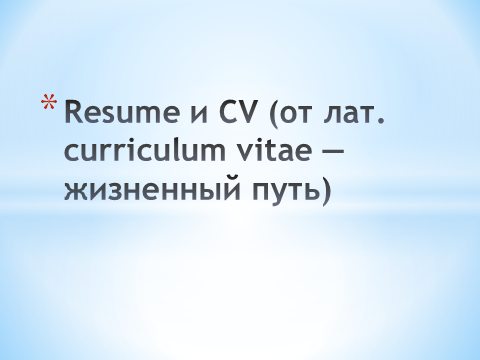 * Resume и CV (от лат.
curriculum vitae —
жизненный путь)